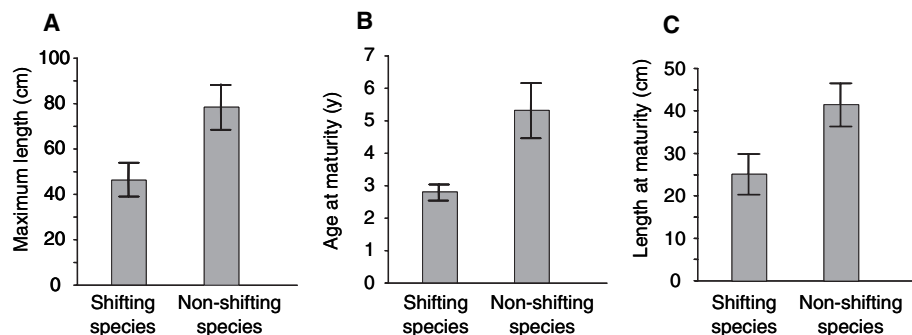 A
Maximum length (cm)
100
80
60
40
20
0
Shifting
species
Non-shifting
species
B
Age at maturity (y)
7
6
5
4
3
2
1
0
Shifting
species
Non-shifting
species
C
Length at maturity (cm)
50
40
30
20
10
0
Shifting
species
Non-shifting
species